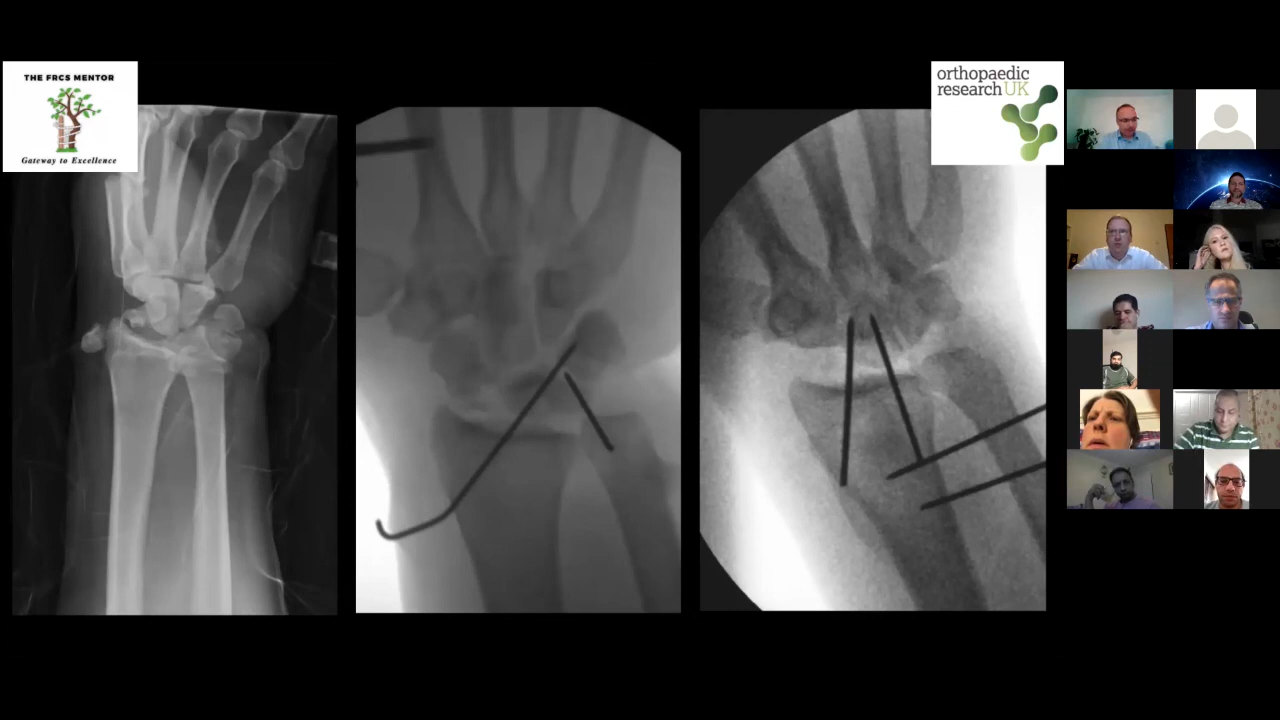 THE FRCS MENTOR
Gateway to Excellence
orthopaedic
research UK